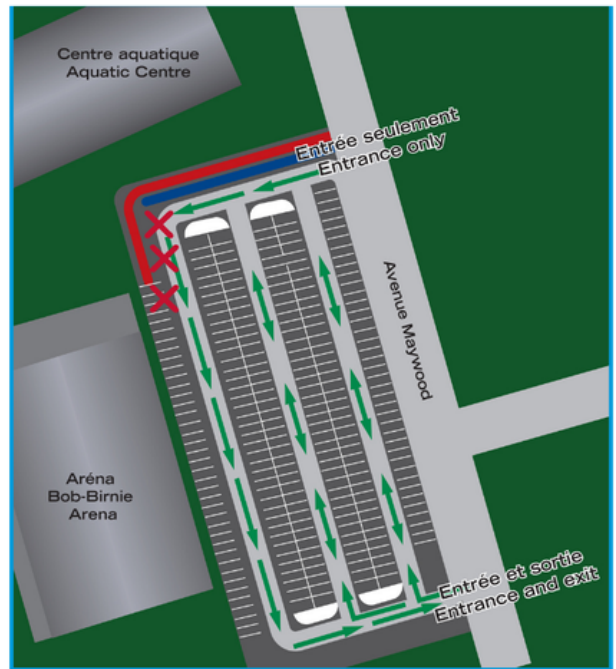 Centre aquatique
Aquatic Centre
Entrée seulement
Entrance only
Avenue Maywood
Aréna
Bob-Birnie
Arena
Entrée et sortie
Entrance and exit